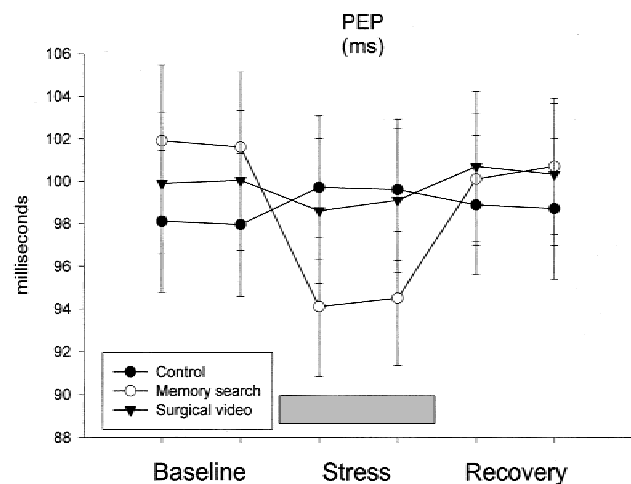 PEP
(ms)
106
104
102
100
98
96
94
92
90
88
milliseconds
Control
Memory search
Surgical video
Baseline Stress Recovery